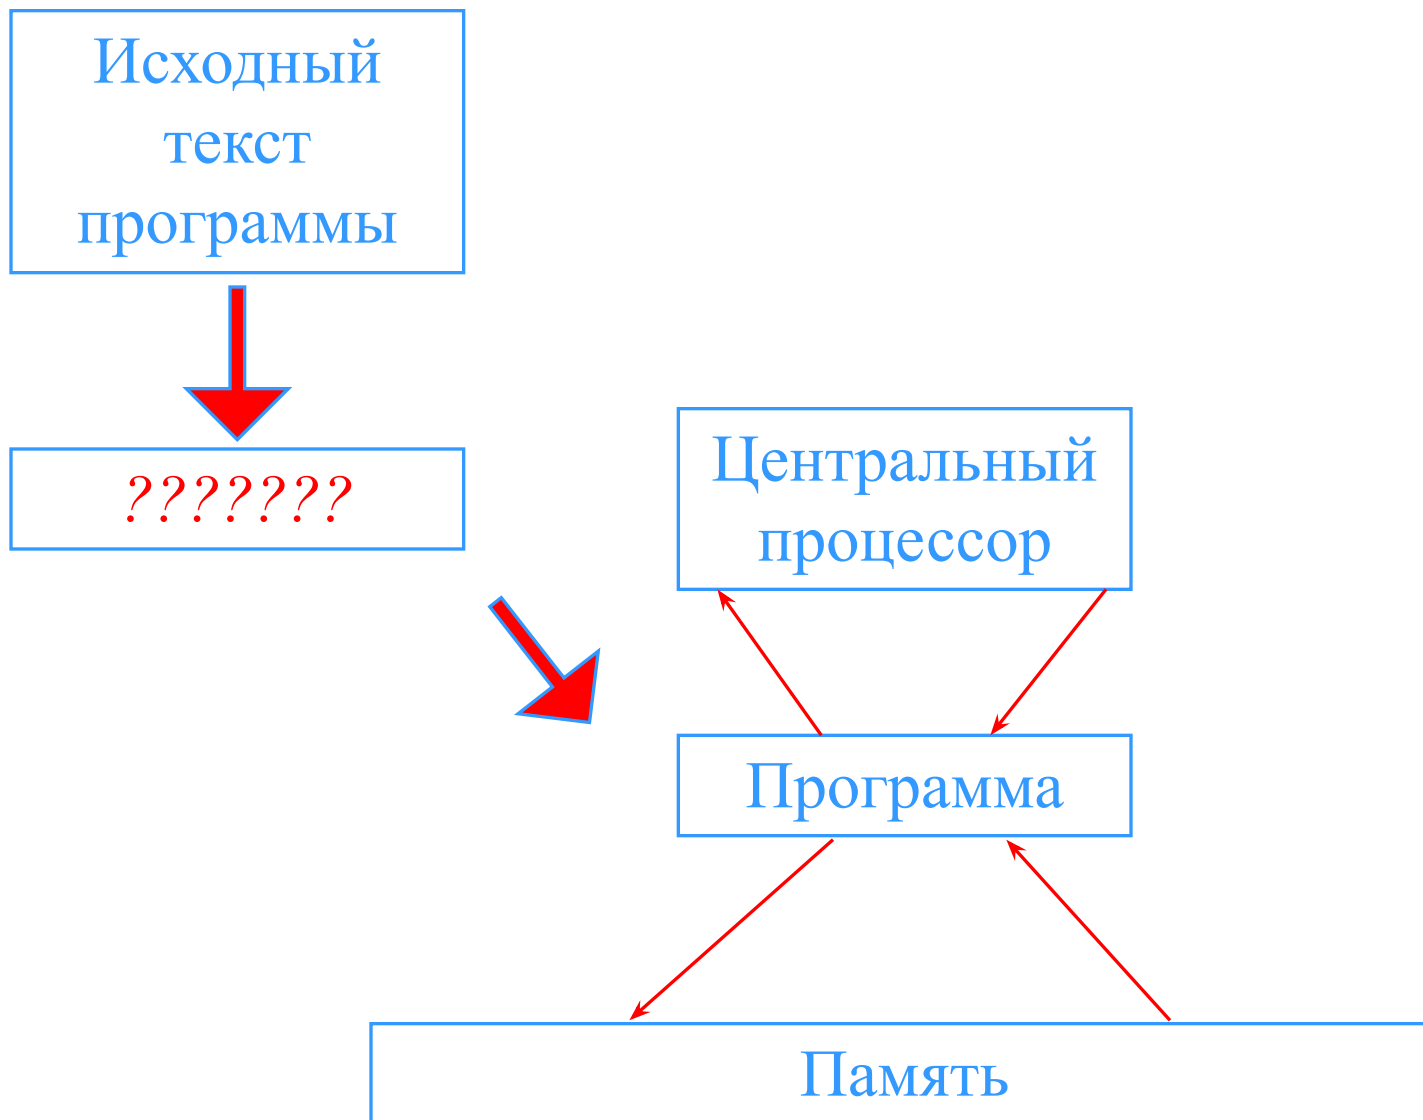 Исходный
текст
программы
???????
Центральный
процессор
Программа
Память